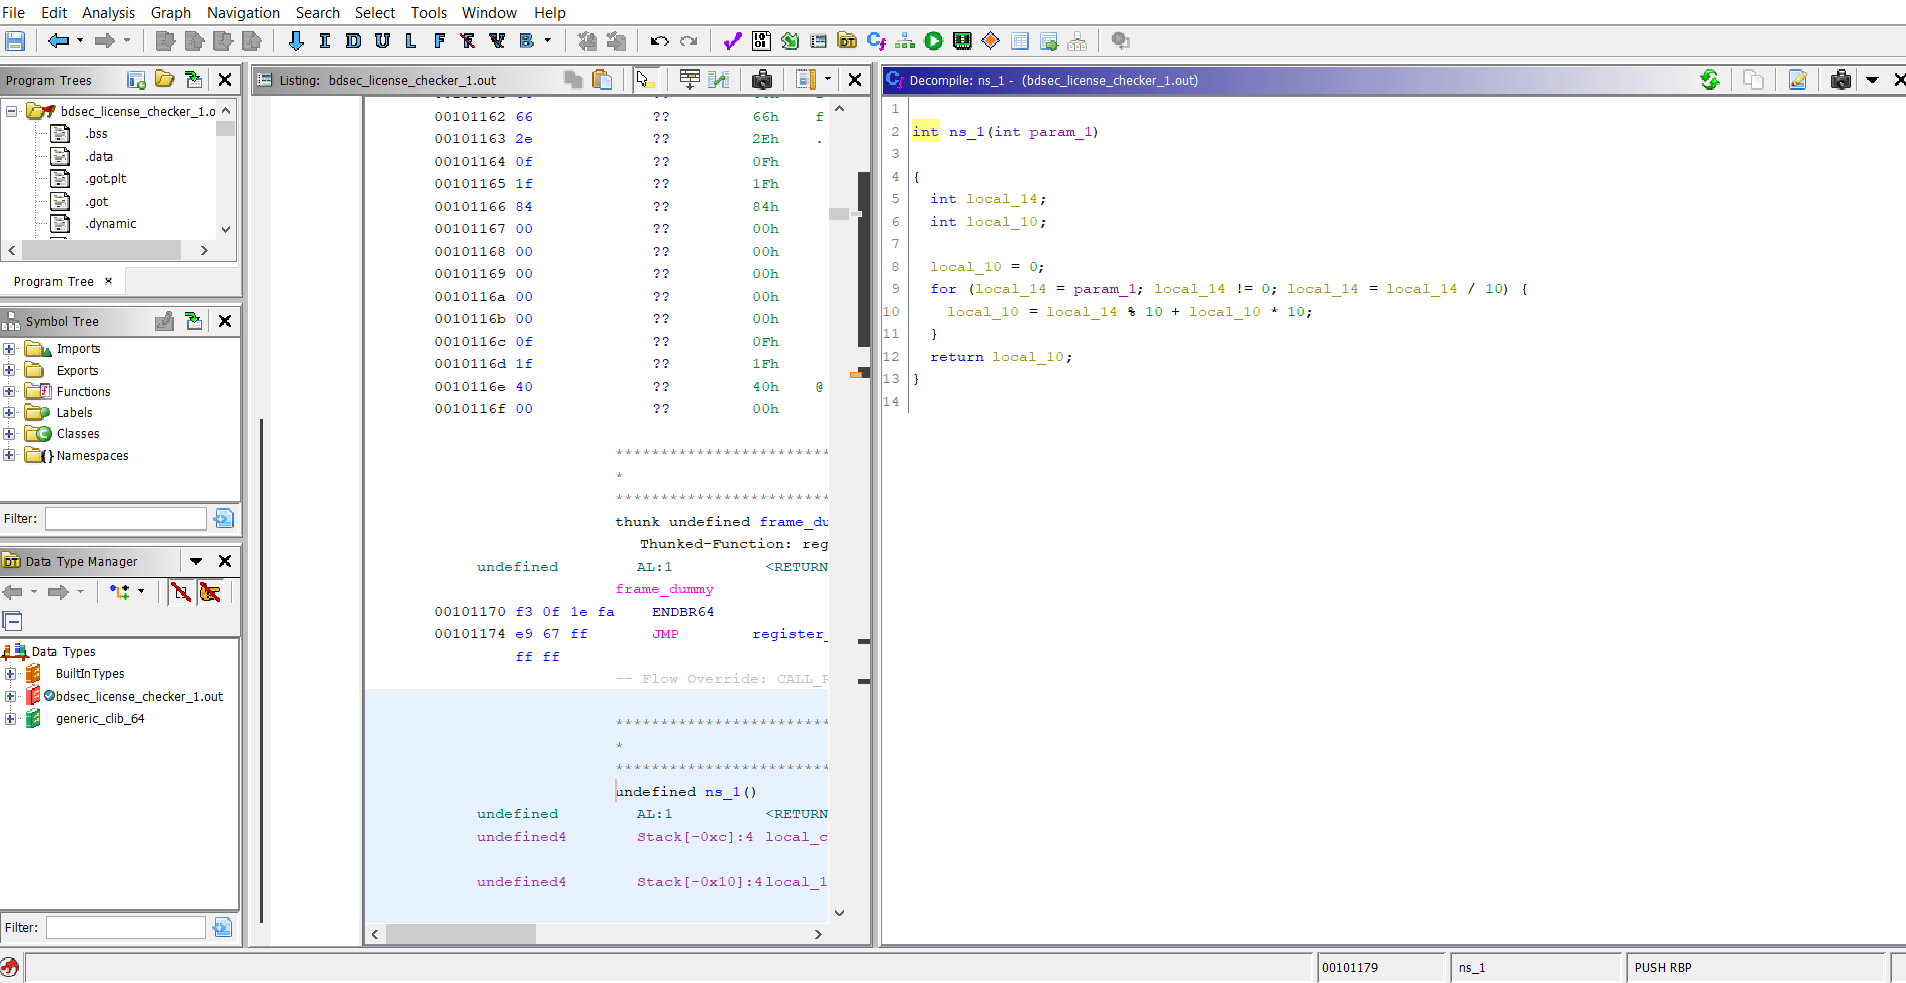 File Edit Analysis Graph Navigation Search Select Tools Window Help
I D U L F B
Program Trees
bdsec_license_checker_1.o
.bss
.data
.got.plt
.got
.dynamic
Program Tree ×
Symbol Tree
Imports
Exports
Functions
Labels
Classes
Namespaces
Filter:
Data Type Manager
Data Types
BuiltInTypes
bdsec_license_checker_1.out
generic_clib_64
Filter:
Listing: bdsec_license_checker_1.out
00101162 66 ?? 66h f
00101163 2e ?? 2Eh .
00101164 0f ?? 0Fh
00101165 1f ?? 1Fh
00101166 84 ?? 84h
00101167 00 ?? 00h
00101168 00 ?? 00h
00101169 00 ?? 00h
0010116a 00 ?? 00h
0010116b 00 ?? 00h
0010116c 0f ?? 0Fh
0010116d 1f ?? 1Fh
0010116e 40 ?? 40h @
0010116f 00 ?? 00h
************************
*
************************
thunk undefined frame_du
Thunked-Function: reg
undefined AL:1 <RETURN
frame_dummy
00101170 f3 0f 1e fa ENDBR64
00101174 e9 67 ff JMP register_
ff ff
-- Flow Override: CALL_R
************************
*
************************
undefined ns_1()
undefined AL:1 <RETURN
undefined4 Stack[-0xc]:4 local_c
undefined4 Stack[-0x10]:4 local_1
Decompile: ns_1 - (bdsec_license_checker_1.out)
1
2 int ns_1(int param_1)
3
4 {
5 int local_14;
6 int local_10;
7
8 local_10 = 0;
9 for (local_14 = param_1; local_14 != 0; local_14 = local_14 / 10) {
10 local_10 = local_14 % 10 + local_10 * 10;
11 }
12 return local_10;
13 }
14
00101179 ns_1 PUSH RBP